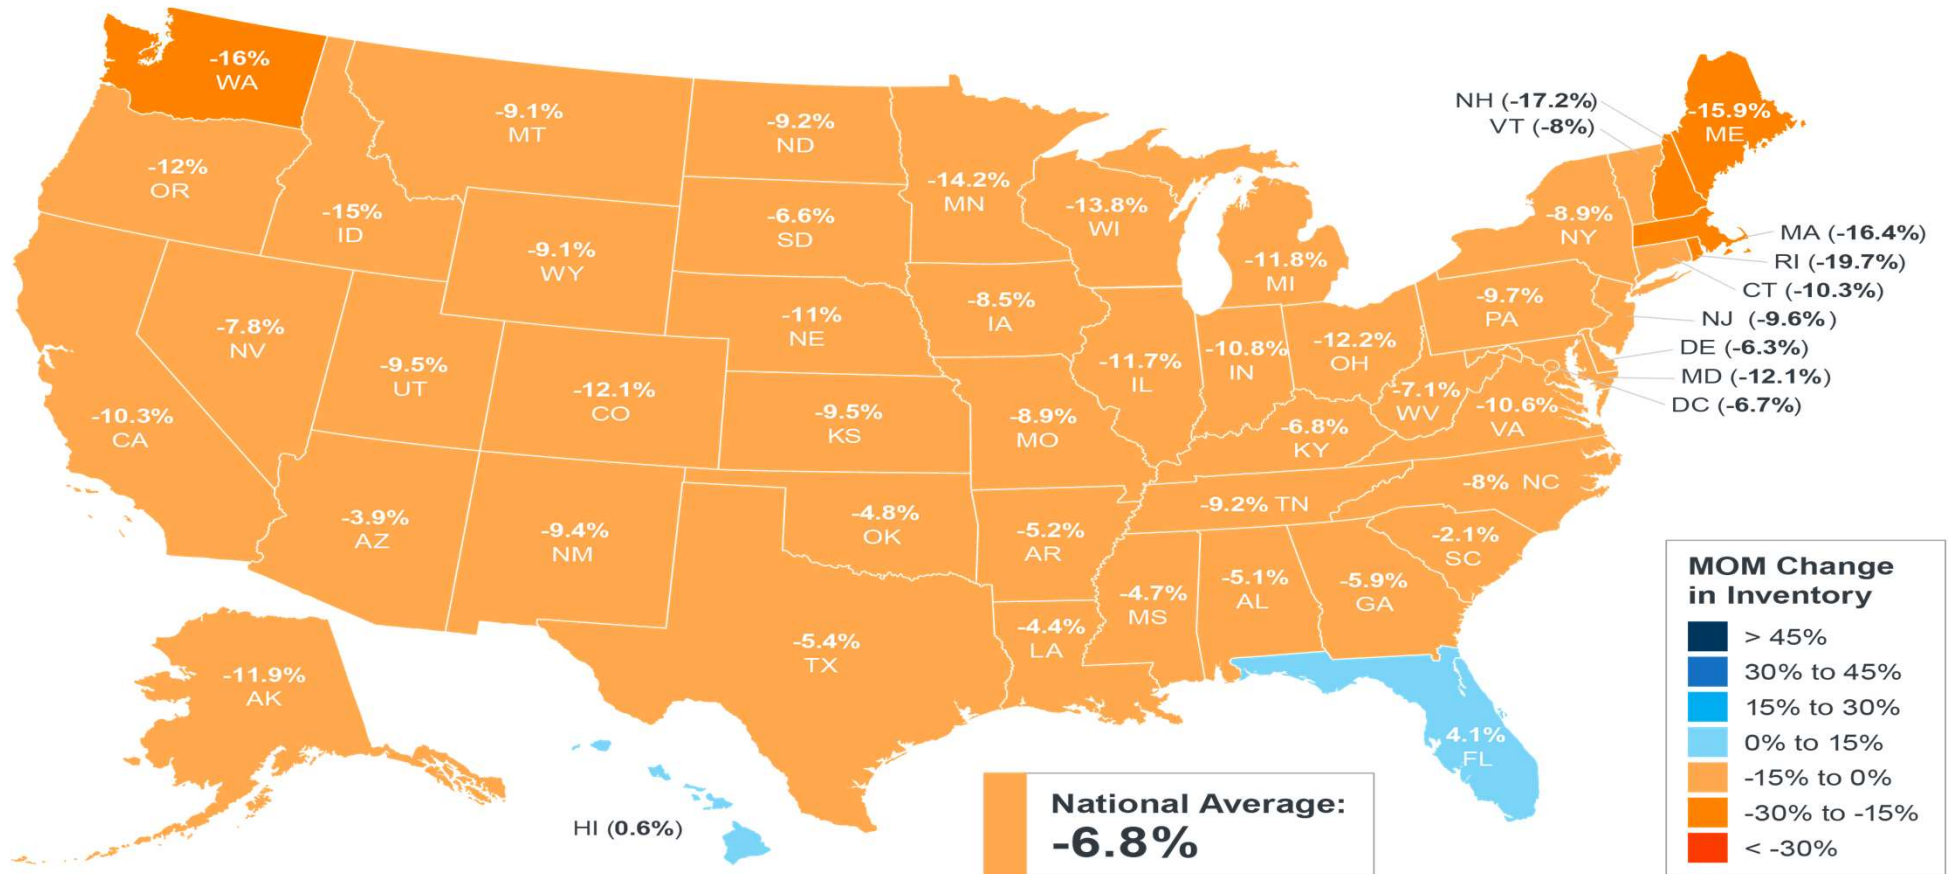 -16%
WA
-9.1%
MT
-9.2%
ND
NH (-17.2%)
VT (-8%)
-15.9%
ME
-12%
OR
-15%
ID
-14.2%
MN
-13.8%
WI
-6.6%
SD
-9.1%
WY
-11.8%
MI
-8.9%
NY
MA (-16.4%)
RI (-19.7%)
CT (-10.3%)
NJ (-9.6%)
DE (-6.3%)
MD (-12.1%)
DC (-6.7%)
-7.8%
NV
-9.5%
UT
-11%
NE
-8.5%
IA
-9.7%
PA
-10.3%
CA
-12.1%
CO
-9.5%
KS
-8.9%
MO
-11.7%
IL
-10.8%
IN
-12.2%
OH
-7.1%
WV
-10.6%
VA
-6.8%
KY
-3.9%
AZ
-9.4%
NM
-4.8%
OK
-5.2%
AR
-9.2% TN
-8% NC
-2.1%
SC
-5.4%
TX
-4.4%
LA
-4.7%
MS
-5.1%
AL
-5.9%
GA
4.1%
FL
-11.9%
AK
HI (0.6%)
National Average:
-6.8%
MOM Change
in Inventory
> 45%
30% to 45%
15% to 30%
0% to 15%
-15% to 0%
-30% to -15%
< -30%